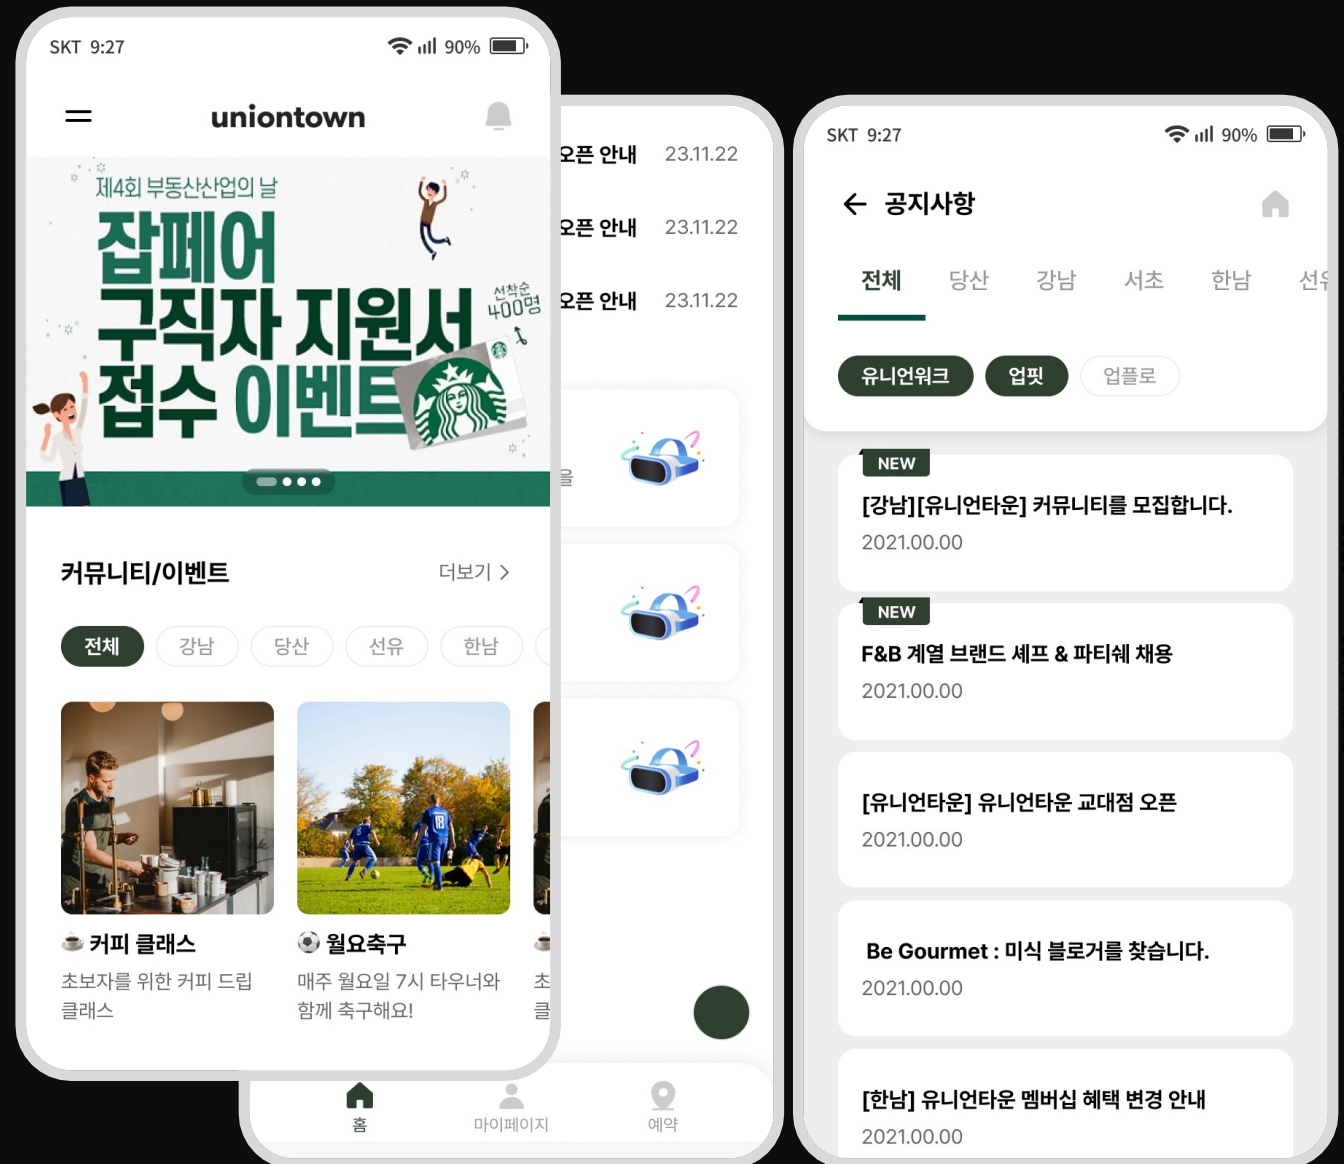 SKT 9:27
90%
uniontown
제4회 부동산산업의 날
잡페어
구직자 지원서
접수 이벤트
선착순
400명
커뮤니티/이벤트
더보기
전체
강남
당산
선유
한남
커피 클래스
초보자를 위한 커피 드립
클래스
월요축구
매주 월요일 7시 타우너와
함께 축구해요!
초
클
오픈 안내 23.11.22
오픈 안내 23.11.22
오픈 안내 23.11.22
을
홈
마이페이지
예약
SKT 9:27
90%
공지사항
전체
당산
강남
서초
한남
선유
유니언워크
업핏
업플로
NEW
[강남][유니언타운] 커뮤니티를 모집합니다.
2021.00.00
NEW
F&B 계열 브랜드 셰프 & 파티쉐 채용
2021.00.00
[유니언타운] 유니언타운 교대점 오픈
2021.00.00
Be Gourmet : 미식 블로거를 찾습니다.
2021.00.00
[한남] 유니언타운 멤버십 혜택 변경 안내
2021.00.00